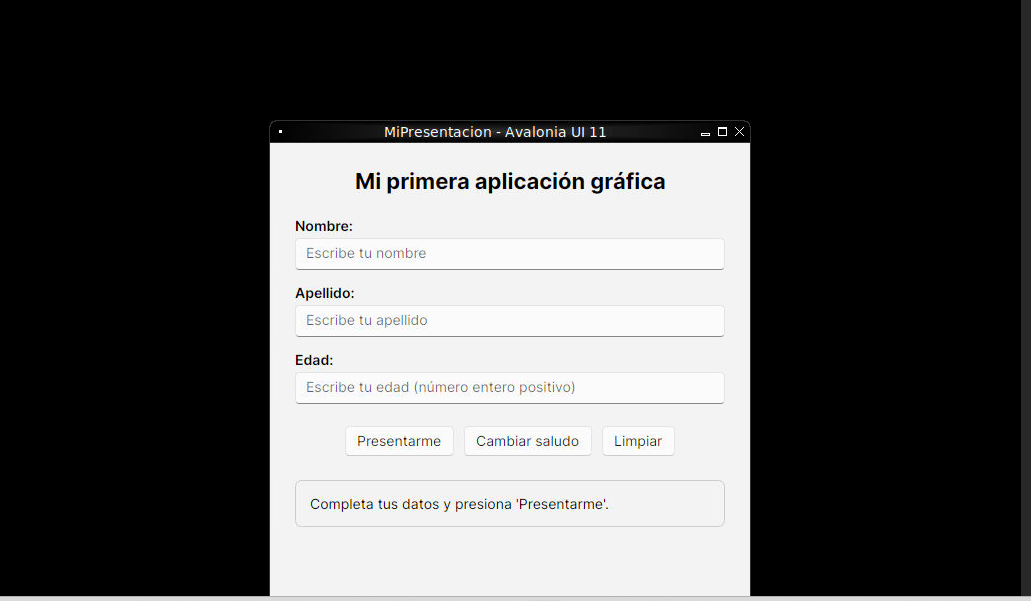 MiPresentacion - Avalonia UI 11
Mi primera aplicación gráfica
Nombre:
Escribe tu nombre
Apellido:
Escribe tu apellido
Edad:
Escribe tu edad (número entero positivo)
Presentarme Cambiar saludo Limpiar
Completa tus datos y presiona 'Presentarme'.